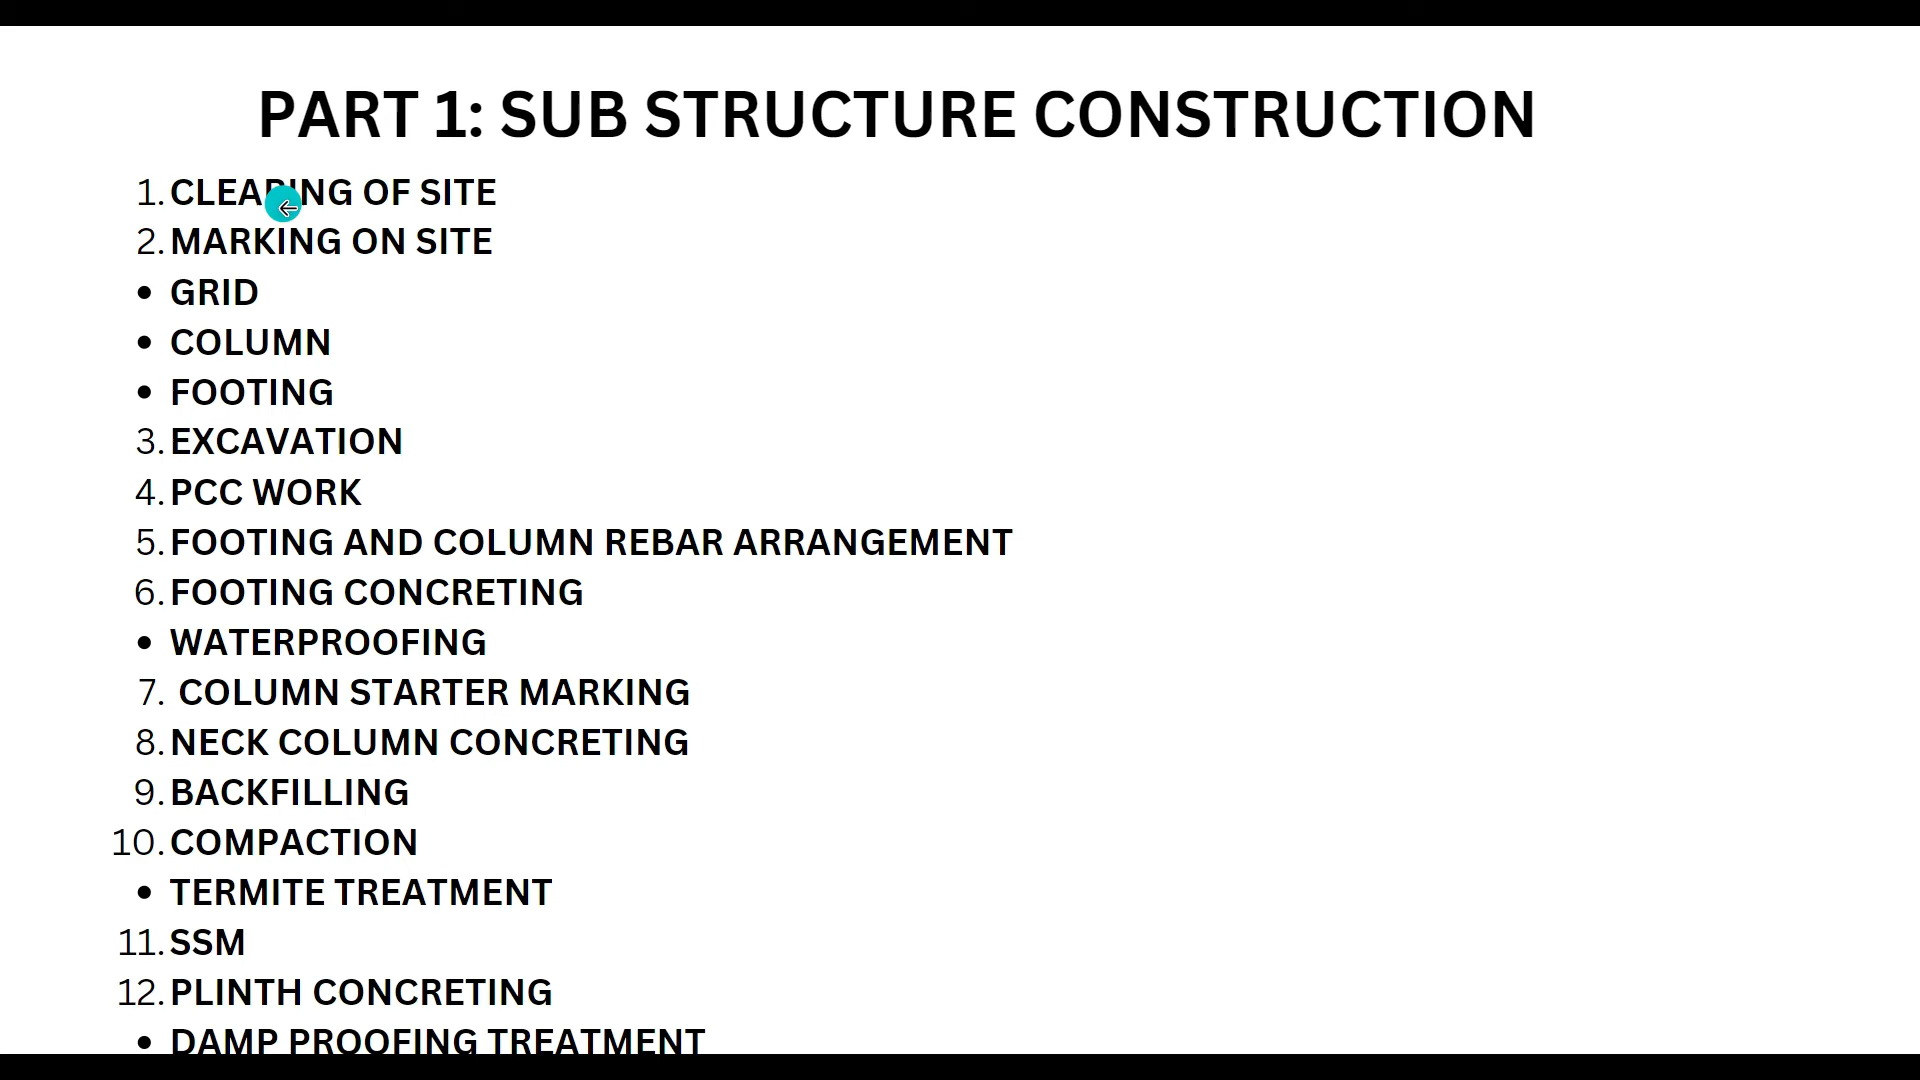 PART 1: SUB STRUCTURE CONSTRUCTION
1. CLEARING OF SITE
2. MARKING ON SITE
• GRID
• COLUMN
• FOOTING
3. EXCAVATION
4. PCC WORK
5. FOOTING AND COLUMN REBAR ARRANGEMENT
6. FOOTING CONCRETING
• WATERPROOFING
7. COLUMN STARTER MARKING
8. NECK COLUMN CONCRETING
9. BACKFILLING
10. COMPACTION
• TERMITE TREATMENT
11. SSM
12. PLINTH CONCRETING
• DAMP PROOFING TREATMENT